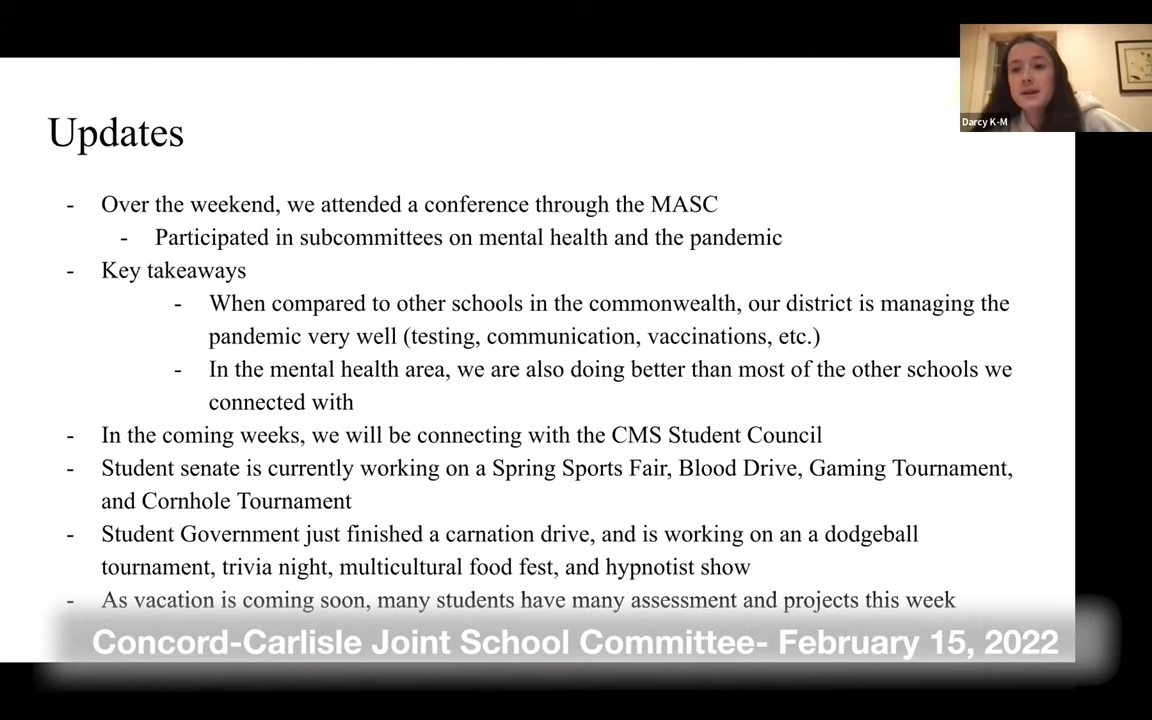 Darcy K-M
Updates
- Over the weekend, we attended a conference through the MASC
- Participated in subcommittees on mental health and the pandemic
- Key takeaways
- When compared to other schools in the commonwealth, our district is managing the
pandemic very well (testing, communication, vaccinations, etc.)
- In the mental health area, we are also doing better than most of the other schools we
connected with
- In the coming weeks, we will be connecting with the CMS Student Council
- Student senate is currently working on a Spring Sports Fair, Blood Drive, Gaming Tournament,
and Cornhole Tournament
- Student Government just finished a carnation drive, and is working on an a dodgeball
tournament, trivia night, multicultural food fest, and hypnotist show
- As vacation is coming soon, many students have many assessment and projects this week
Concord-Carlisle Joint School Committee- February 15, 2022